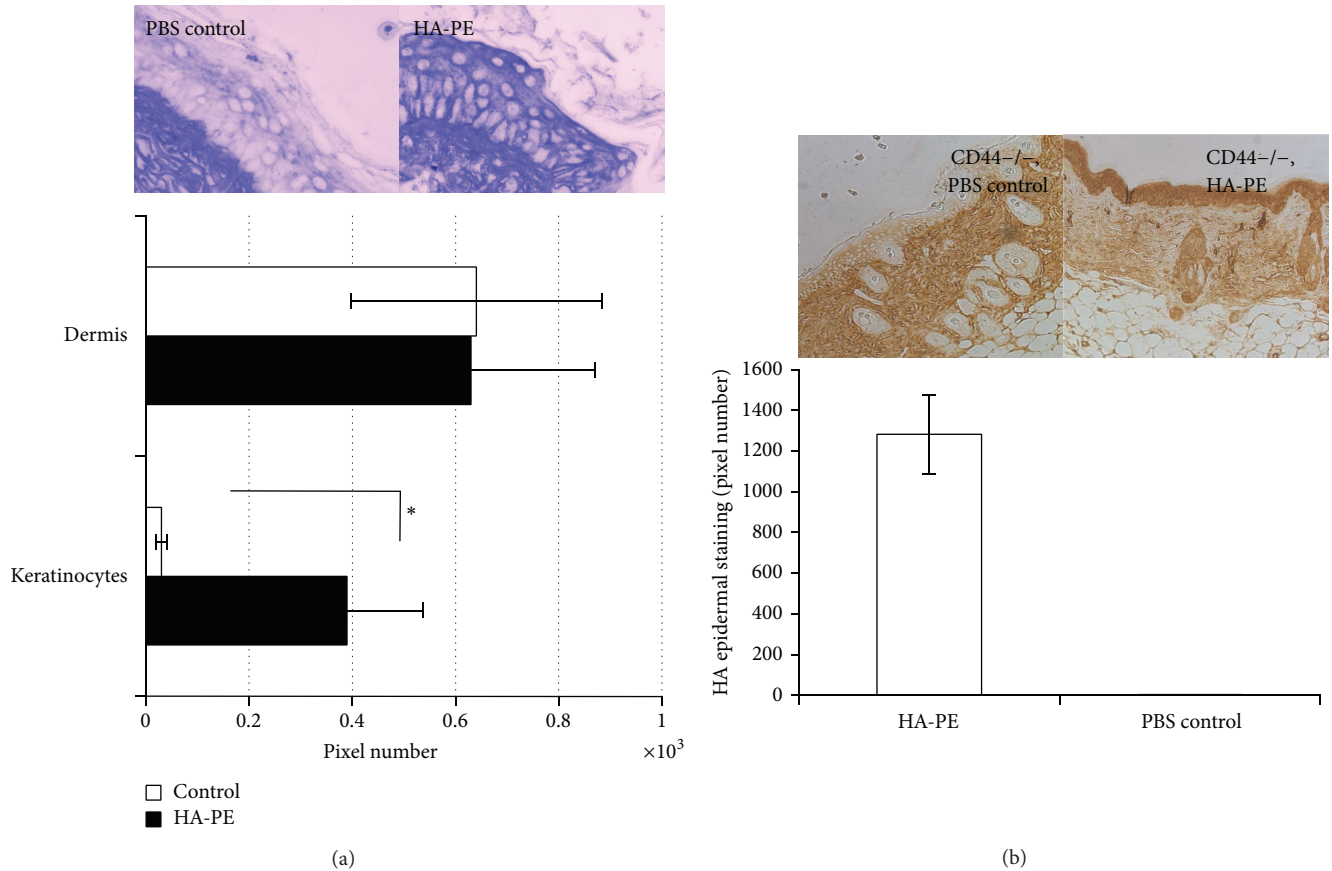 PBS control
HA-PE
Dermis
Keratinocytes
*
0
0.2
0.4
0.6
0.8
1
Pixel number
×10³
Control
HA-PE
(a)
CD44−/−,
PBS control
CD44−/−,
HA-PE
HA epidermal staining (pixel number)
1600
1400
1200
1000
800
600
400
200
0
HA-PE
PBS control
(b)